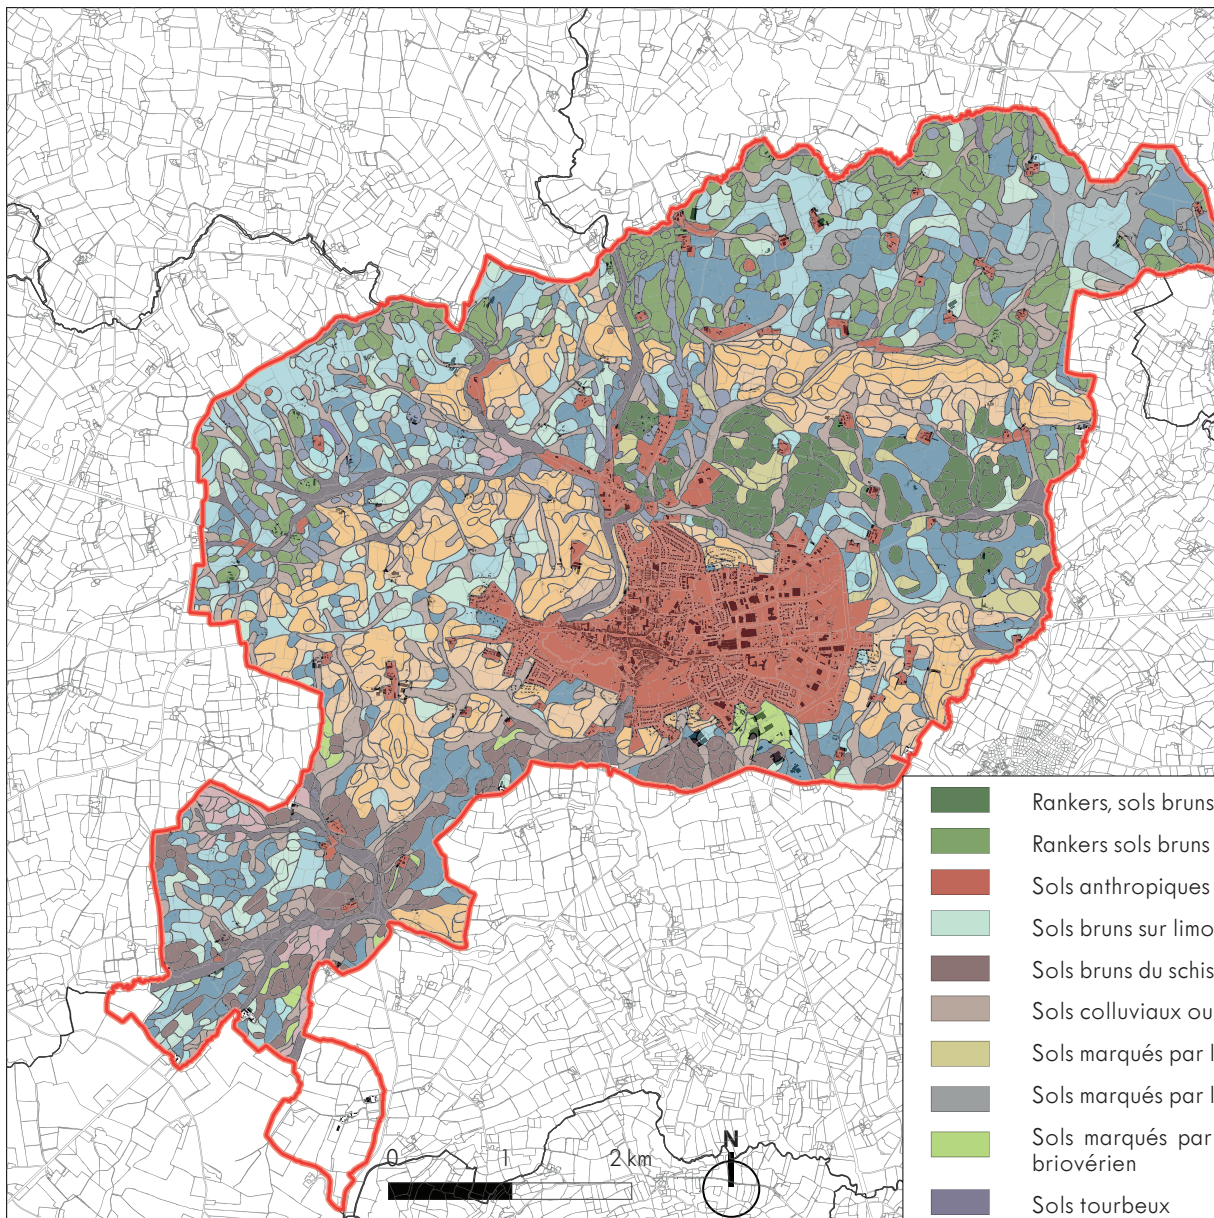 0 1 2 km
N
Rankers, sols bruns
Rankers sols bruns
Sols anthropiques
Sols bruns sur limo
Sols bruns du schis
Sols colluviaux ou
Sols marqués par l
Sols marqués par l
Sols marqués par
briovérien
Sols tourbeux